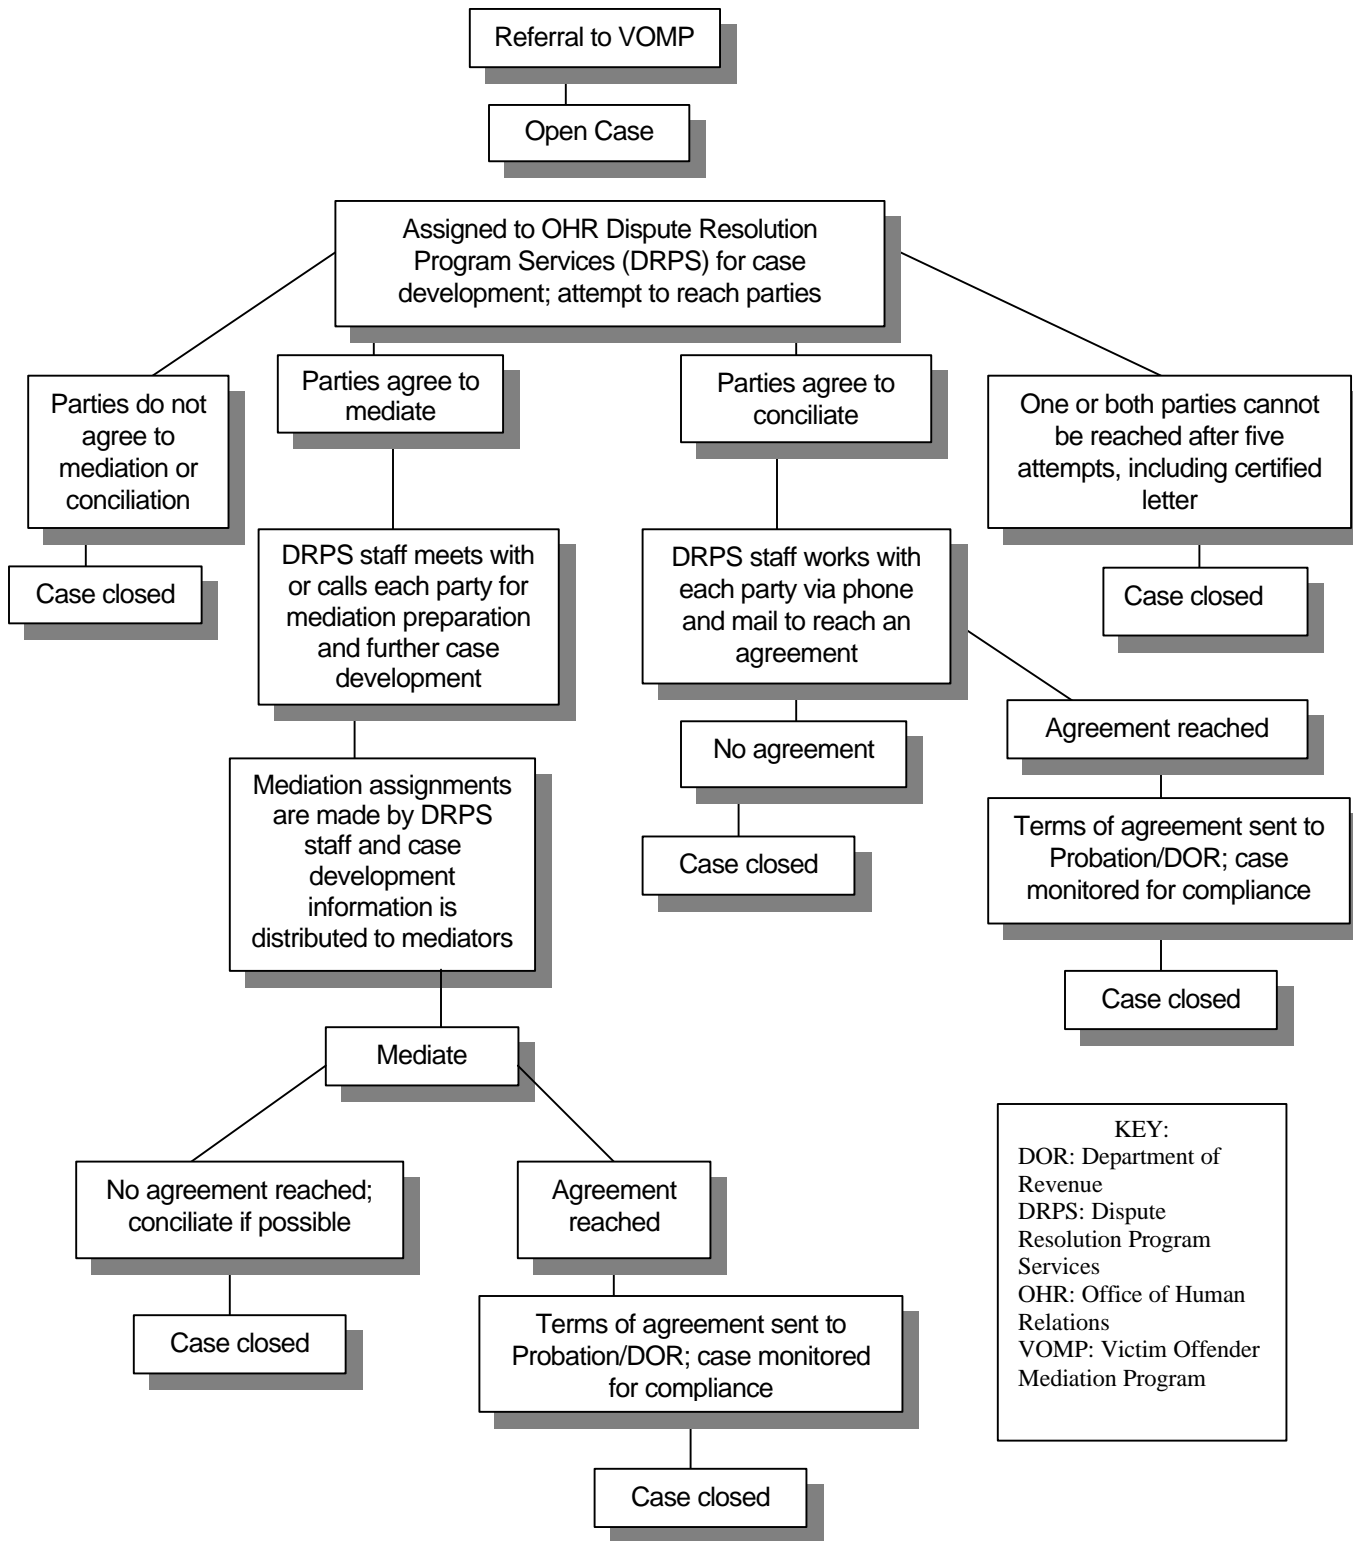 Referral to VOMP
Open Case
Assigned to OHR Dispute Resolution
Program Services (DRPS) for case
development; attempt to reach parties
Parties do not
agree to
mediation or
conciliation
Case closed
Parties agree to
mediate
DRPS staff meets with
or calls each party for
mediation preparation
and further case
development
Mediation assignments
are made by DRPS
staff and case
development
information is
distributed to mediators
Mediate
No agreement reached;
conciliate if possible
Case closed
Agreement
reached
Terms of agreement sent to
Probation/DOR; case monitored
for compliance
Case closed
Parties agree to
conciliate
DRPS staff works with
each party via phone
and mail to reach an
agreement
No agreement
Case closed
Agreement reached
Terms of agreement sent to
Probation/DOR; case
monitored for compliance
Case closed
One or both parties cannot
be reached after five
attempts, including certified
letter
Case closed
KEY:
DOR: Department of
Revenue
DRPS: Dispute
Resolution Program
Services
OHR: Office of Human
Relations
VOMP: Victim Offender
Mediation Program